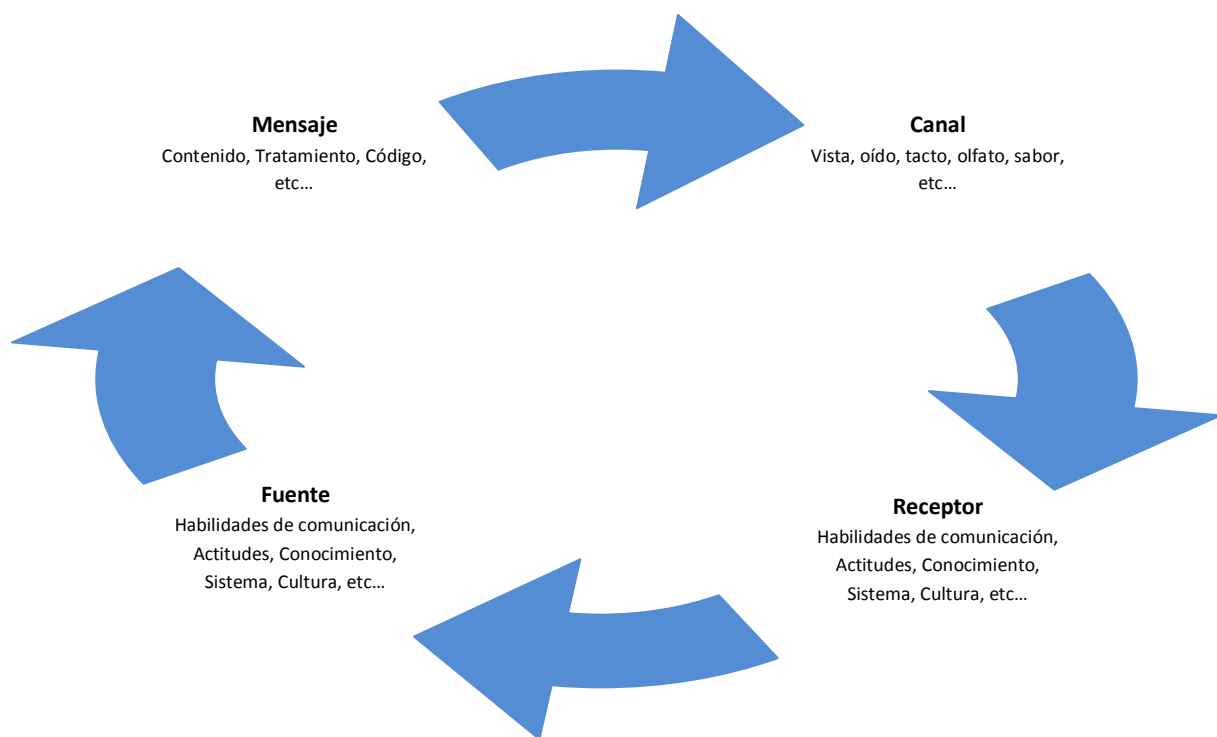 Mensaje
Contenido, Tratamiento, Código,
etc…
Canal
Vista, oído, tacto, olfato, sabor,
etc…
Fuente
Habilidades de comunicación,
Actitudes, Conocimiento,
Sistema, Cultura, etc…
Receptor
Habilidades de comunicación,
Actitudes, Conocimiento,
Sistema, Cultura, etc…